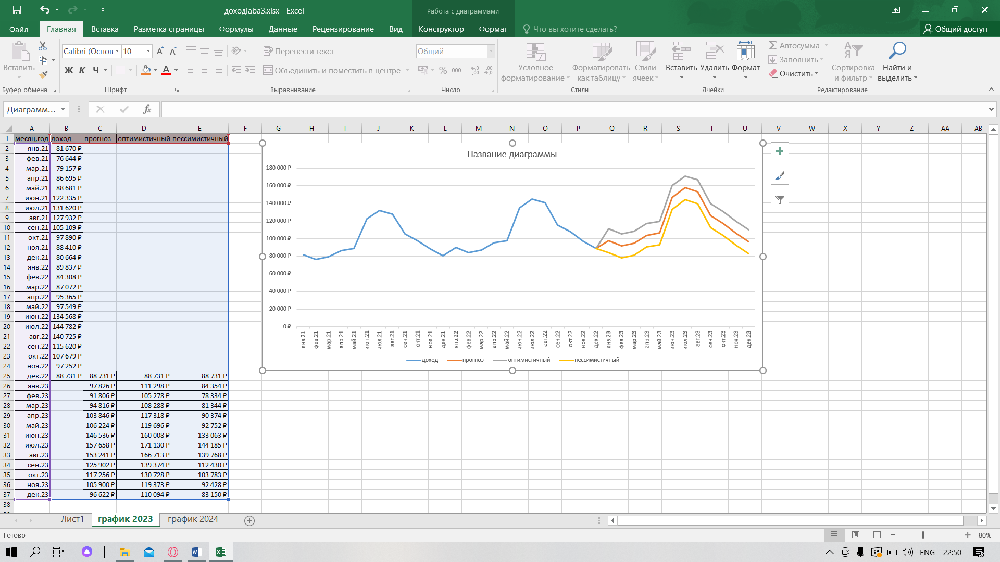 доходlaba3.xlsx - Excel
Работа с диаграммами
Файл Главная Вставка Разметка страницы Формулы Данные Рецензирование Вид Конструктор Формат Что вы хотите сделать? Общий доступ
Вставить
Calibri (Основ 10
Ж К Ч
Перенести текст
Объединить и поместить в центре
Общий
% 000
Условное форматирование
Форматировать как таблицу
Стили ячеек
Вставить Удалить Формат
Автосумма
Заполнить
Очистить
Сортировка и фильтр
Найти и выделить
Буфер обмена Шрифт Выравнивание Число Стили Ячейки Редактирование
Диаграмм... fx
A B C D E F G H I J K L M N O P Q R S T U V W X Y Z AA AB
1 месяц,год доход прогноз оптимистичный пессимистичный
2 янв.21 81 670 ₽
3 фев.21 76 644 ₽
4 мар.21 79 157 ₽
5 апр.21 86 695 ₽
6 май.21 88 681 ₽
7 июн.21 122 335 ₽
8 июл.21 131 620 ₽
9 авг.21 127 932 ₽
10 сен.21 105 109 ₽
11 окт.21 97 890 ₽
12 ноя.21 88 410 ₽
13 дек.21 80 664 ₽
14 янв.22 89 837 ₽
15 фев.22 84 308 ₽
16 мар.22 87 072 ₽
17 апр.22 95 365 ₽
18 май.22 97 549 ₽
19 июн.22 134 568 ₽
20 июл.22 144 782 ₽
21 авг.22 140 725 ₽
22 сен.22 115 620 ₽
23 окт.22 107 679 ₽
24 ноя.22 97 252 ₽
25 дек.22 88 731 ₽ 88 731 ₽ 88 731 ₽ 88 731 ₽
26 янв.23 97 826 ₽ 111 298 ₽ 84 354 ₽
27 фев.23 91 806 ₽ 105 278 ₽ 78 334 ₽
28 мар.23 94 816 ₽ 108 288 ₽ 81 344 ₽
29 апр.23 103 846 ₽ 117 318 ₽ 90 374 ₽
30 май.23 106 224 ₽ 119 696 ₽ 92 752 ₽
31 июн.23 146 536 ₽ 160 008 ₽ 133 063 ₽
32 июл.23 157 658 ₽ 171 130 ₽ 144 185 ₽
33 авг.23 153 241 ₽ 166 713 ₽ 139 768 ₽
34 сен.23 125 902 ₽ 139 374 ₽ 112 430 ₽
35 окт.23 117 256 ₽ 130 728 ₽ 103 783 ₽
36 ноя.23 105 900 ₽ 119 373 ₽ 92 428 ₽
37 дек.23 96 622 ₽ 110 094 ₽ 83 150 ₽
38
Название диаграммы
180 000 ₽
160 000 ₽
140 000 ₽
120 000 ₽
100 000 ₽
80 000 ₽
60 000 ₽
40 000 ₽
20 000 ₽
0 ₽
янв.21 фев.21 мар.21 апр.21 май.21 июн.21 июл.21 авг.21 сен.21 окт.21 ноя.21 дек.21 янв.22 фев.22 мар.22 апр.22 май.22 июн.22 июл.22 авг.22 сен.22 окт.22 ноя.22 дек.22 янв.23 фев.23 мар.23 апр.23 май.23 июн.23 июл.23 авг.23 сен.23 окт.23 ноя.23 дек.23
доход прогноз оптимистичный пессимистичный
Лист1 график 2023 график 2024
Готово
80%
ENG 22:50